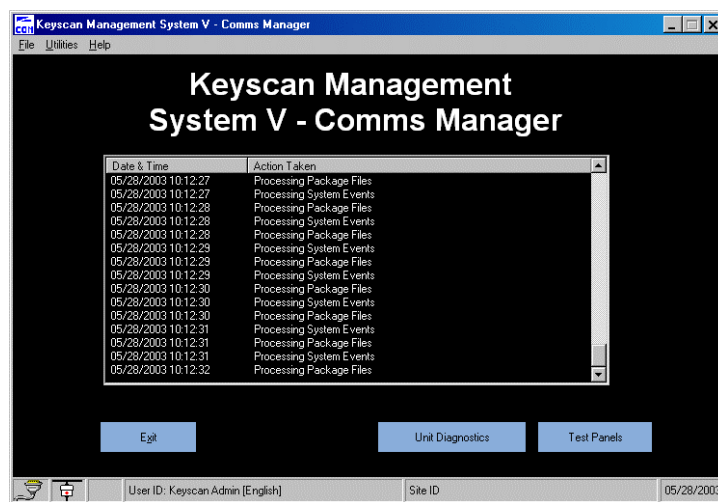 CON Keyscan Management System V - Comms Manager
File Utilities Help
Keyscan Management
System V - Comms Manager
Date & Time Action Taken
05/28/2003 10:12:27 Processing Package Files
05/28/2003 10:12:27 Processing System Events
05/28/2003 10:12:28 Processing Package Files
05/28/2003 10:12:28 Processing System Events
05/28/2003 10:12:28 Processing Package Files
05/28/2003 10:12:29 Processing System Events
05/28/2003 10:12:29 Processing Package Files
05/28/2003 10:12:29 Processing System Events
05/28/2003 10:12:30 Processing Package Files
05/28/2003 10:12:30 Processing System Events
05/28/2003 10:12:30 Processing Package Files
05/28/2003 10:12:31 Processing System Events
05/28/2003 10:12:31 Processing Package Files
05/28/2003 10:12:31 Processing System Events
05/28/2003 10:12:32 Processing Package Files
Exit Unit Diagnostics Test Panels
User ID: Keyscan Admin [English] Site ID 05/28/2003